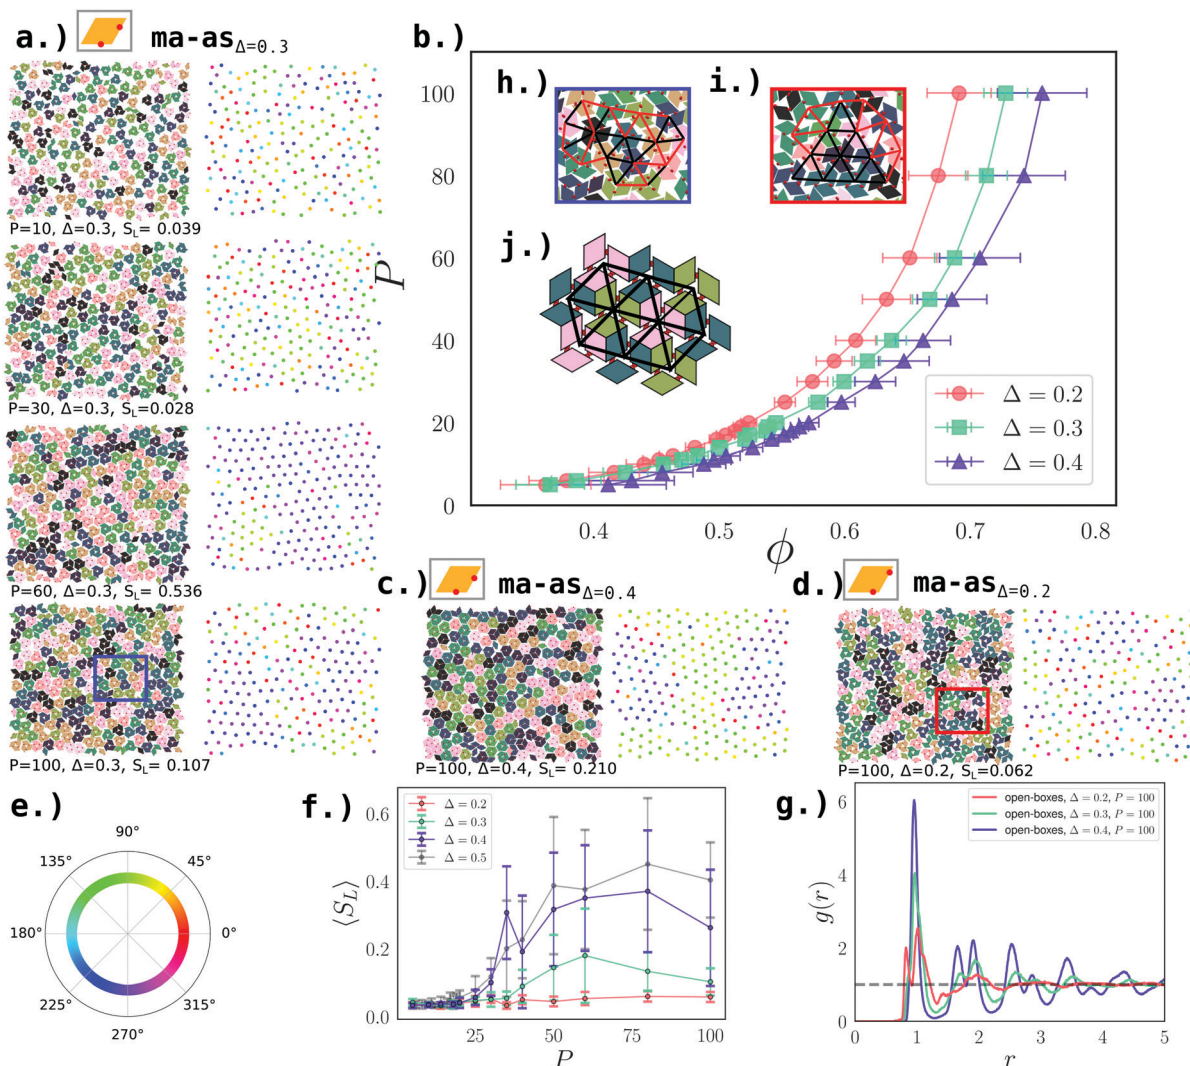 a.) ma-as Δ=0.3
P=10, Δ=0.3, S_L= 0.039
P=30, Δ=0.3, S_L=0.028
P=60, Δ=0.3, S_L= 0.536
P=100, Δ=0.3, S_L= 0.107
b.)
h.)
i.)
j.)
P
100
80
60
40
20
0
0.4 0.5 0.6 0.7 0.8
ϕ
Δ = 0.2
Δ = 0.3
Δ = 0.4
c.) ma-as Δ=0.4
P=100, Δ=0.4, S_L= 0.210
d.) ma-as Δ=0.2
P=100, Δ=0.2, S_L=0.062
e.)
90°
135° 45°
180° 0°
225° 315°
270°
f.)
⟨S_L⟩
0.6
0.4
0.2
0.0
25 50 75 100
P
Δ = 0.2
Δ = 0.3
Δ = 0.4
Δ = 0.5
g.)
g(r)
6
4
2
0
0 1 2 3 4 5
r
open-boxes, Δ = 0.2, P = 100
open-boxes, Δ = 0.3, P = 100
open-boxes, Δ = 0.4, P = 100